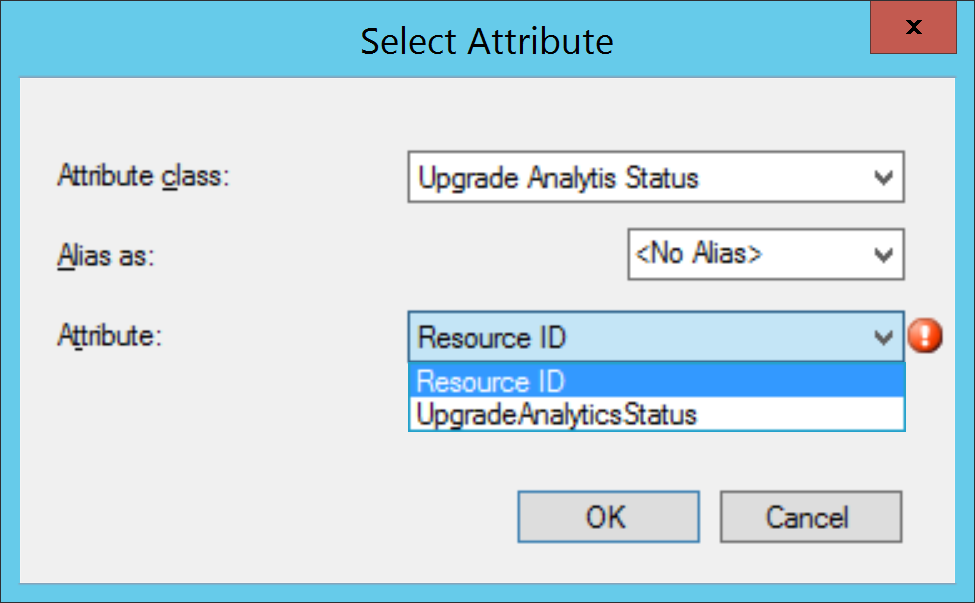 Select Attribute
x
Attribute class:
Upgrade Analytis Status
Alias as:
<No Alias>
Attribute:
Resource ID
!
Resource ID
UpgradeAnalyticsStatus
OK
Cancel